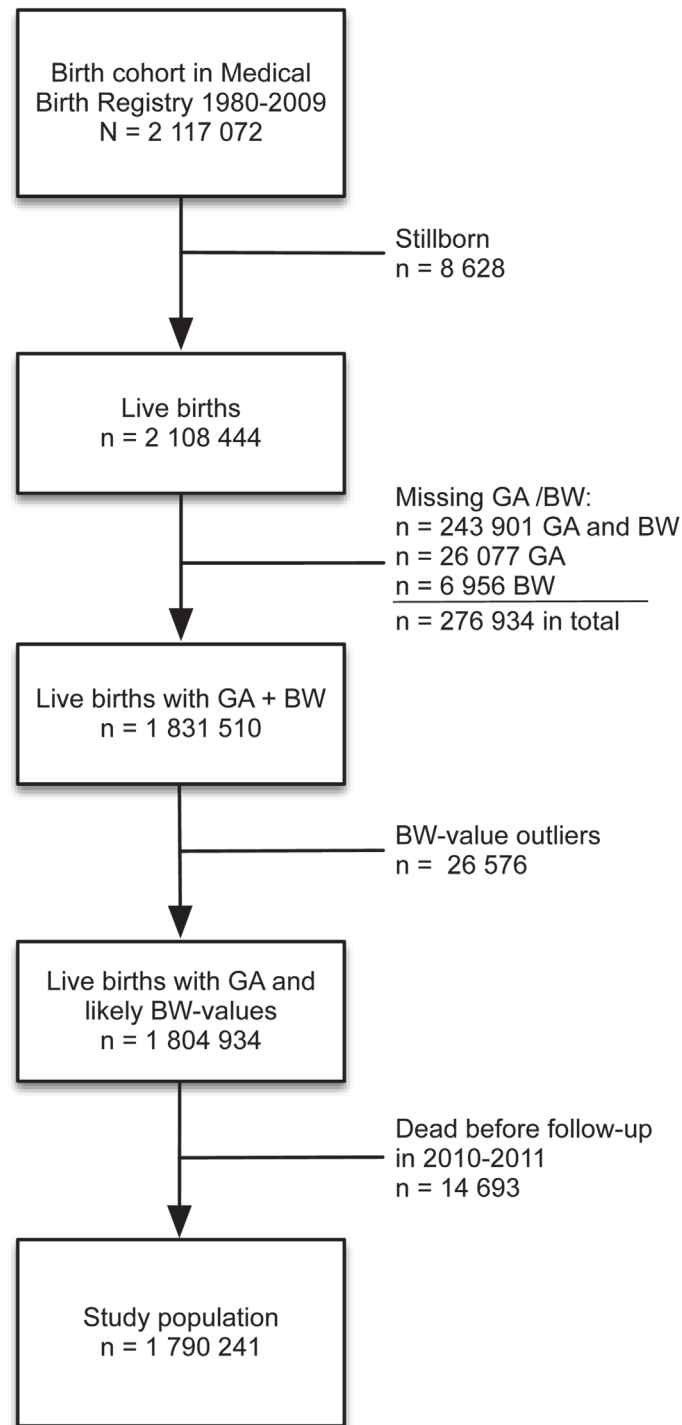 Birth cohort in Medical
Birth Registry 1980-2009
N = 2 117 072
Stillborn
n = 8 628
Live births
n = 2 108 444
Missing GA /BW:
n = 243 901 GA and BW
n = 26 077 GA
n = 6 956 BW
n = 276 934 in total
Live births with GA + BW
n = 1 831 510
BW-value outliers
n =  26 576
Live births with GA and
likely BW-values
n = 1 804 934
Dead before follow-up
in 2010-2011
n = 14 693
Study population
n = 1 790 241